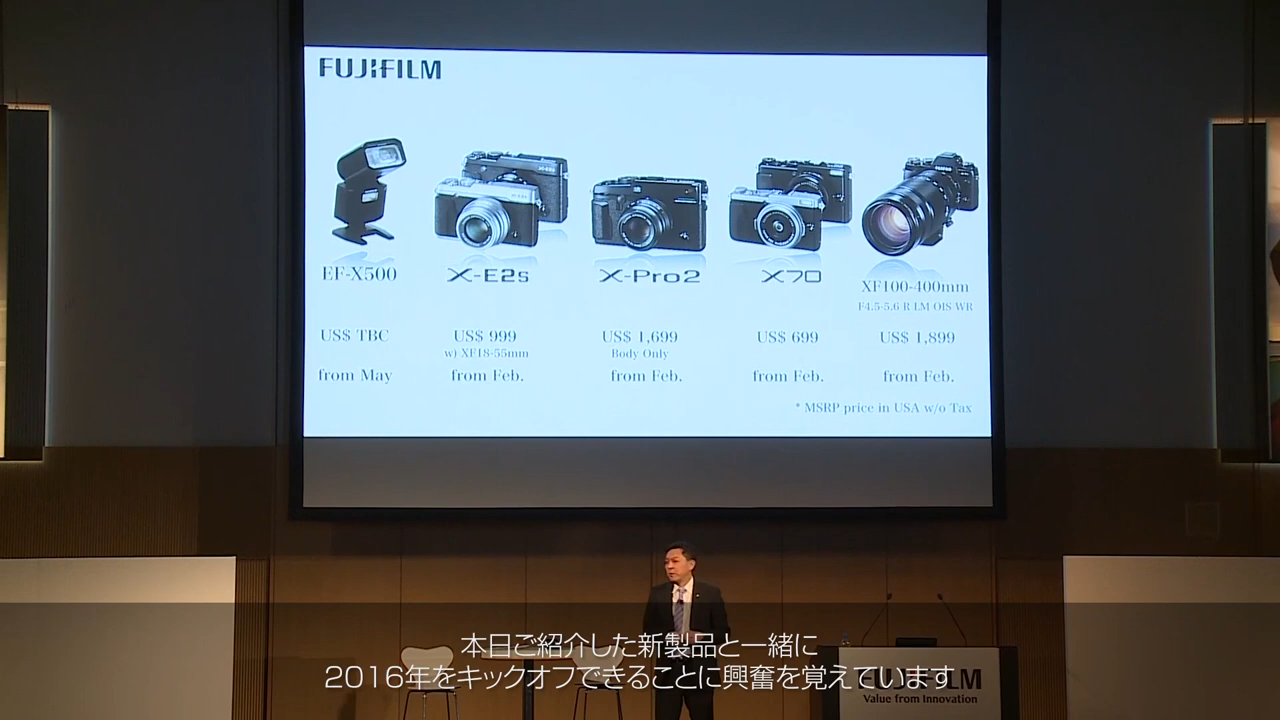 FUJIFILM
EF-X500
X-E2s
X-Pro2
X70
XF100-400mm
F4.5-5.6 R LM OIS WR
US$ TBC
US$ 999
w) XF18-55mm
US$ 1,699
Body Only
US$ 699
US$ 1,899
from May
from Feb.
from Feb.
from Feb.
from Feb.
* MSRP price in USA w/o Tax
本日ご紹介した新製品と一緒に
2016年をキックオフできることに興奮を覚えています
FUJIFILM
Value from Innovation